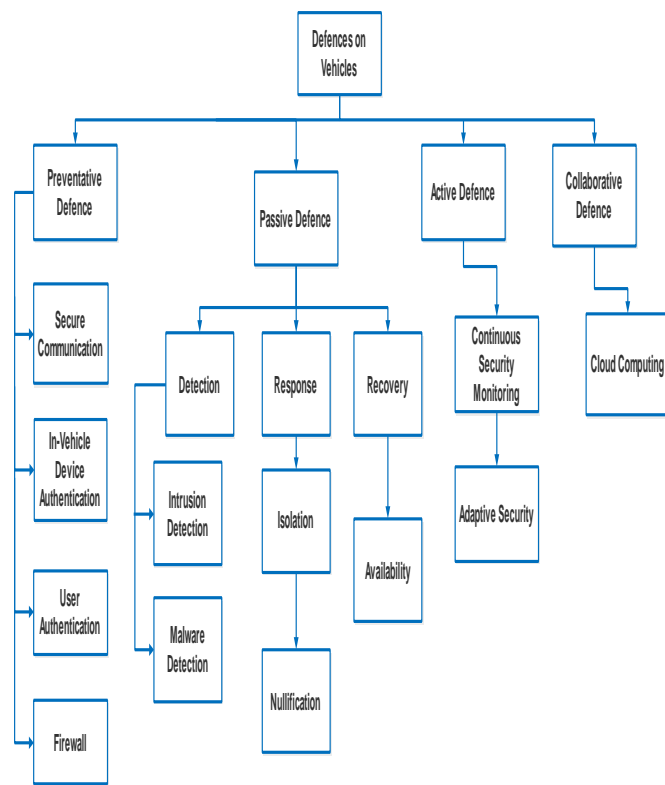 Defences on
Vehicles
Preventative
Defence
Passive Defence
Active Defence
Collaborative
Defence
Secure
Communication
In-Vehicle
Device
Authentication
User
Authentication
Firewall
Detection
Response
Recovery
Intrusion
Detection
Malware
Detection
Isolation
Nullification
Availability
Continuous
Security
Monitoring
Adaptive Security
Cloud Computing